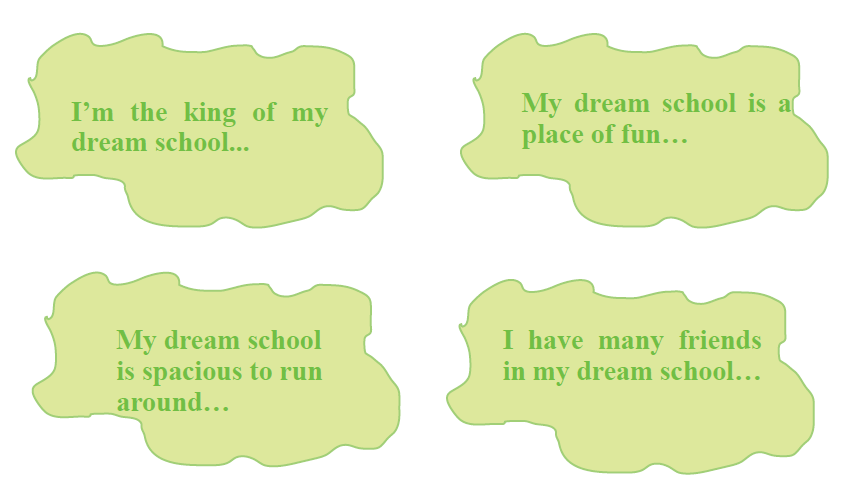 I'm the king of my
dream school...
My dream school is a
place of fun…
My dream school
is spacious to run
around…
I have many friends
in my dream school…